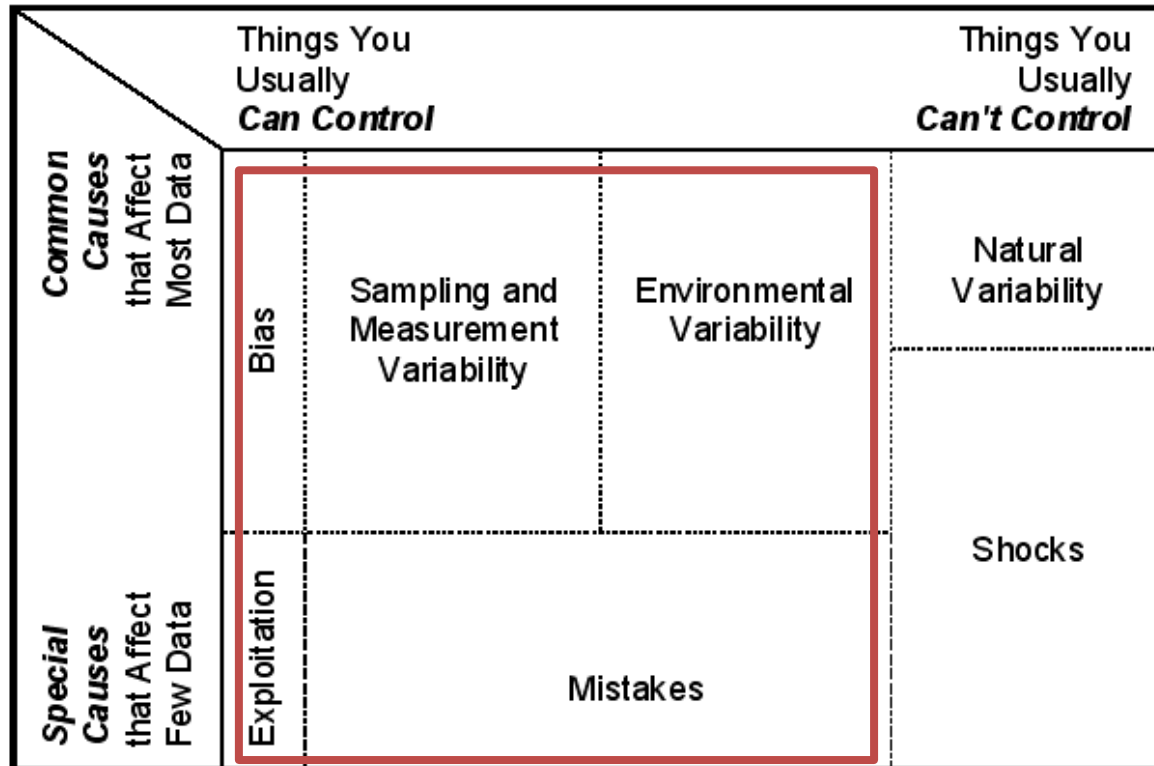 Things You
Usually
Can Control
Things You
Usually
Can't Control
Common
Causes
that Affect
Most Data
Bias
Sampling and
Measurement
Variability
Environmental
Variability
Natural
Variability
Special
Causes
that Affect
Few Data
Exploitation
Mistakes
Shocks